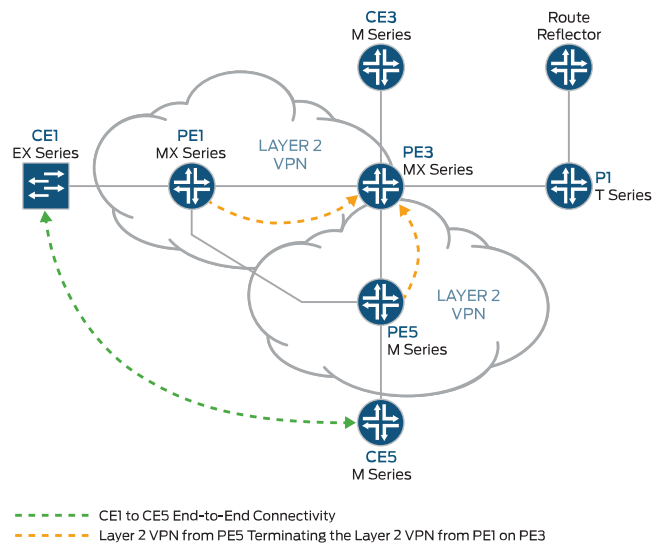 CE3
M Series
Route
Reflector
CE1
EX Series
PE1
MX Series
LAYER 2
VPN
PE3
MX Series
P1
T Series
PE5
M Series
LAYER 2
VPN
CE5
M Series
CE1 to CE5 End-to-End Connectivity
Layer 2 VPN from PE5 Terminating the Layer 2 VPN from PE1 on PE3